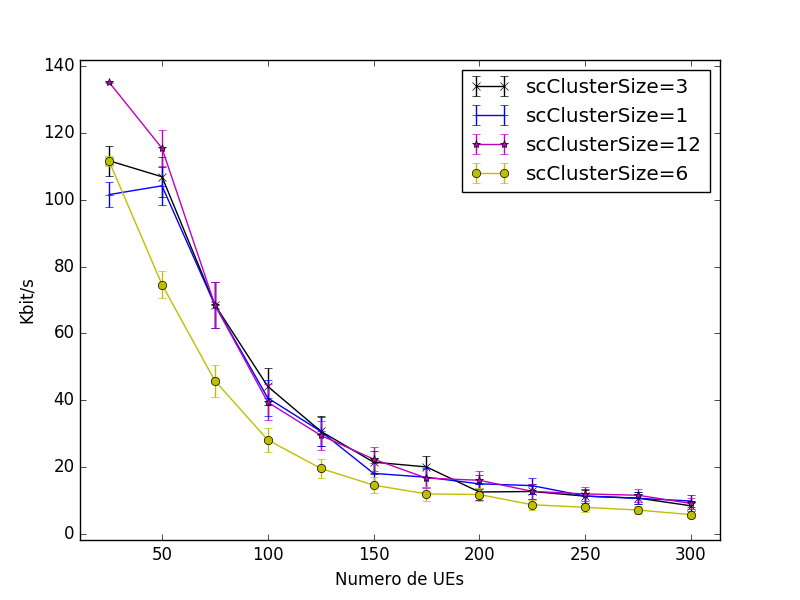 140
120
100
80
60
40
20
0
Kbit/s
scClusterSize=3
scClusterSize=1
scClusterSize=12
scClusterSize=6
50 100 150 200 250 300
Numero de UEs